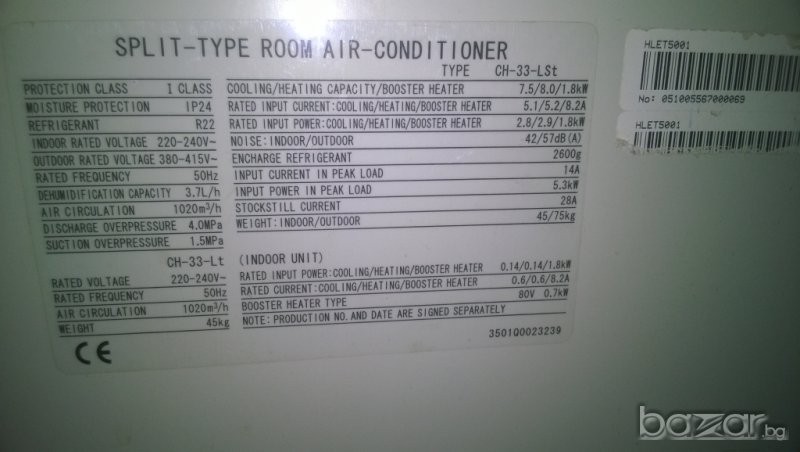 SPLIT-TYPE ROOM AIR-CONDITIONER
TYPE CH-33-LSt
PROTECTION CLASS I CLASS
MOISTURE PROTECTION IP24
REFRIGERANT R22
INDOOR RATED VOLTAGE 220-240V~
OUTDOOR RATED VOLTAGE 380-415V~
RATED FREQUENCY 50Hz
DEHUMIDIFICATION CAPACITY 3.7L/h
AIR CIRCULATION 1020m³/h
DISCHARGE OVERPRESSURE 4.0MPa
SUCTION OVERPRESSURE 1.5MPa
COOLING/HEATING CAPACITY/BOOSTER HEATER 7.5/8.0/1.8kW
RATED INPUT CURRENT:COOLING/HEATING/BOOSTER HEATER 5.1/5.2/8.2A
RATED INPUT POWER:COOLING/HEATING/BOOSTER HEATER 2.8/2.9/1.8kW
NOISE:INDOOR/OUTDOOR 42/57dB(A)
ENCHARGE REFRIGERANT 2600g
INPUT CURRENT IN PEAK LOAD 14A
INPUT POWER IN PEAK LOAD 5.3kW
STOCKSTILL CURRENT 28A
WEIGHT:INDOOR/OUTDOOR 45/75kg
CH-33-Lt (INDOOR UNIT)
RATED VOLTAGE 220-240V~
RATED FREQUENCY 50Hz
AIR CIRCULATION 1020m³/h
WEIGHT 45kg
RATED INPUT POWER:COOLING/HEATING/BOOSTER HEATER 0.14/0.14/1.8kW
RATED CURRENT:COOLING/HEATING/BOOSTER HEATER 0.6/0.6/8.2A
BOOSTER HEATER TYPE 80V 0.7kW
NOTE: PRODUCTION NO. AND DATE ARE SIGNED SEPARATELY
CE
3501Q0023239
HLET5001
No: 051005567000069
HLET5001
bazar.bg